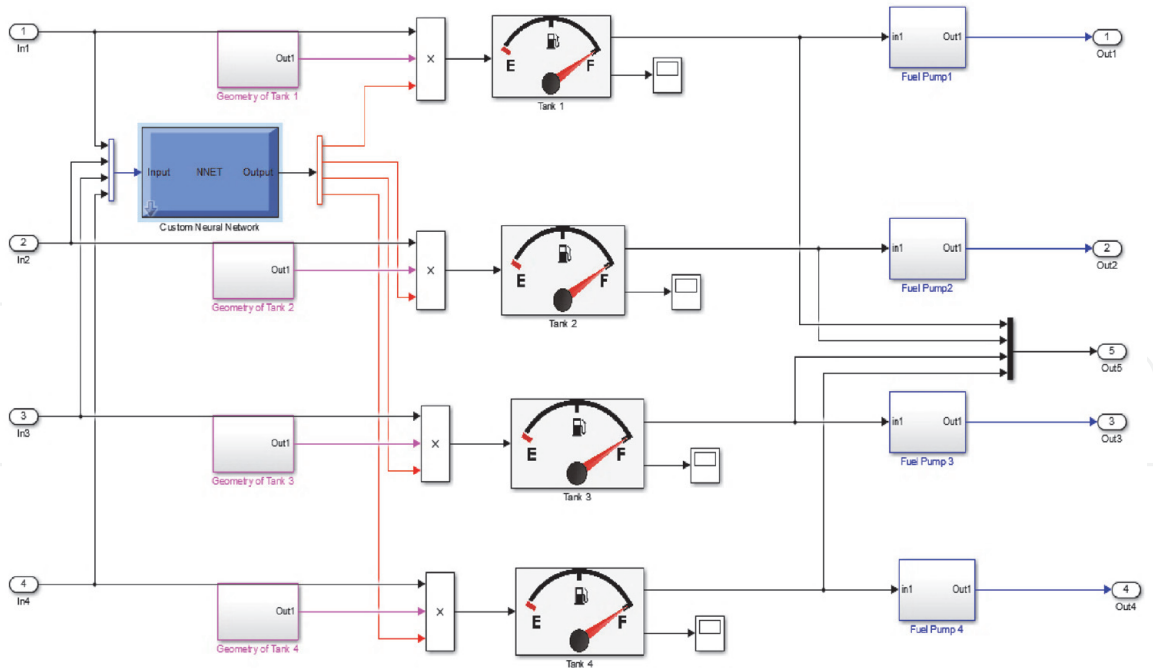 1
In1
Out1
Geometry of Tank 1
×
E
F
Tank 1
in1
Out1
Fuel Pump1
1
Out1
Input
NNET
Output
Custom Neural Network
2
In2
Out1
Geometry of Tank 2
×
E
F
Tank 2
in1
Out1
Fuel Pump2
2
Out2
5
Out5
3
In3
Out1
Geometry of Tank 3
×
E
F
Tank 3
in1
Out1
Fuel Pump 3
3
Out3
4
In4
Out1
Geometry of Tank 4
×
E
F
Tank 4
in1
Out1
Fuel Pump 4
4
Out4